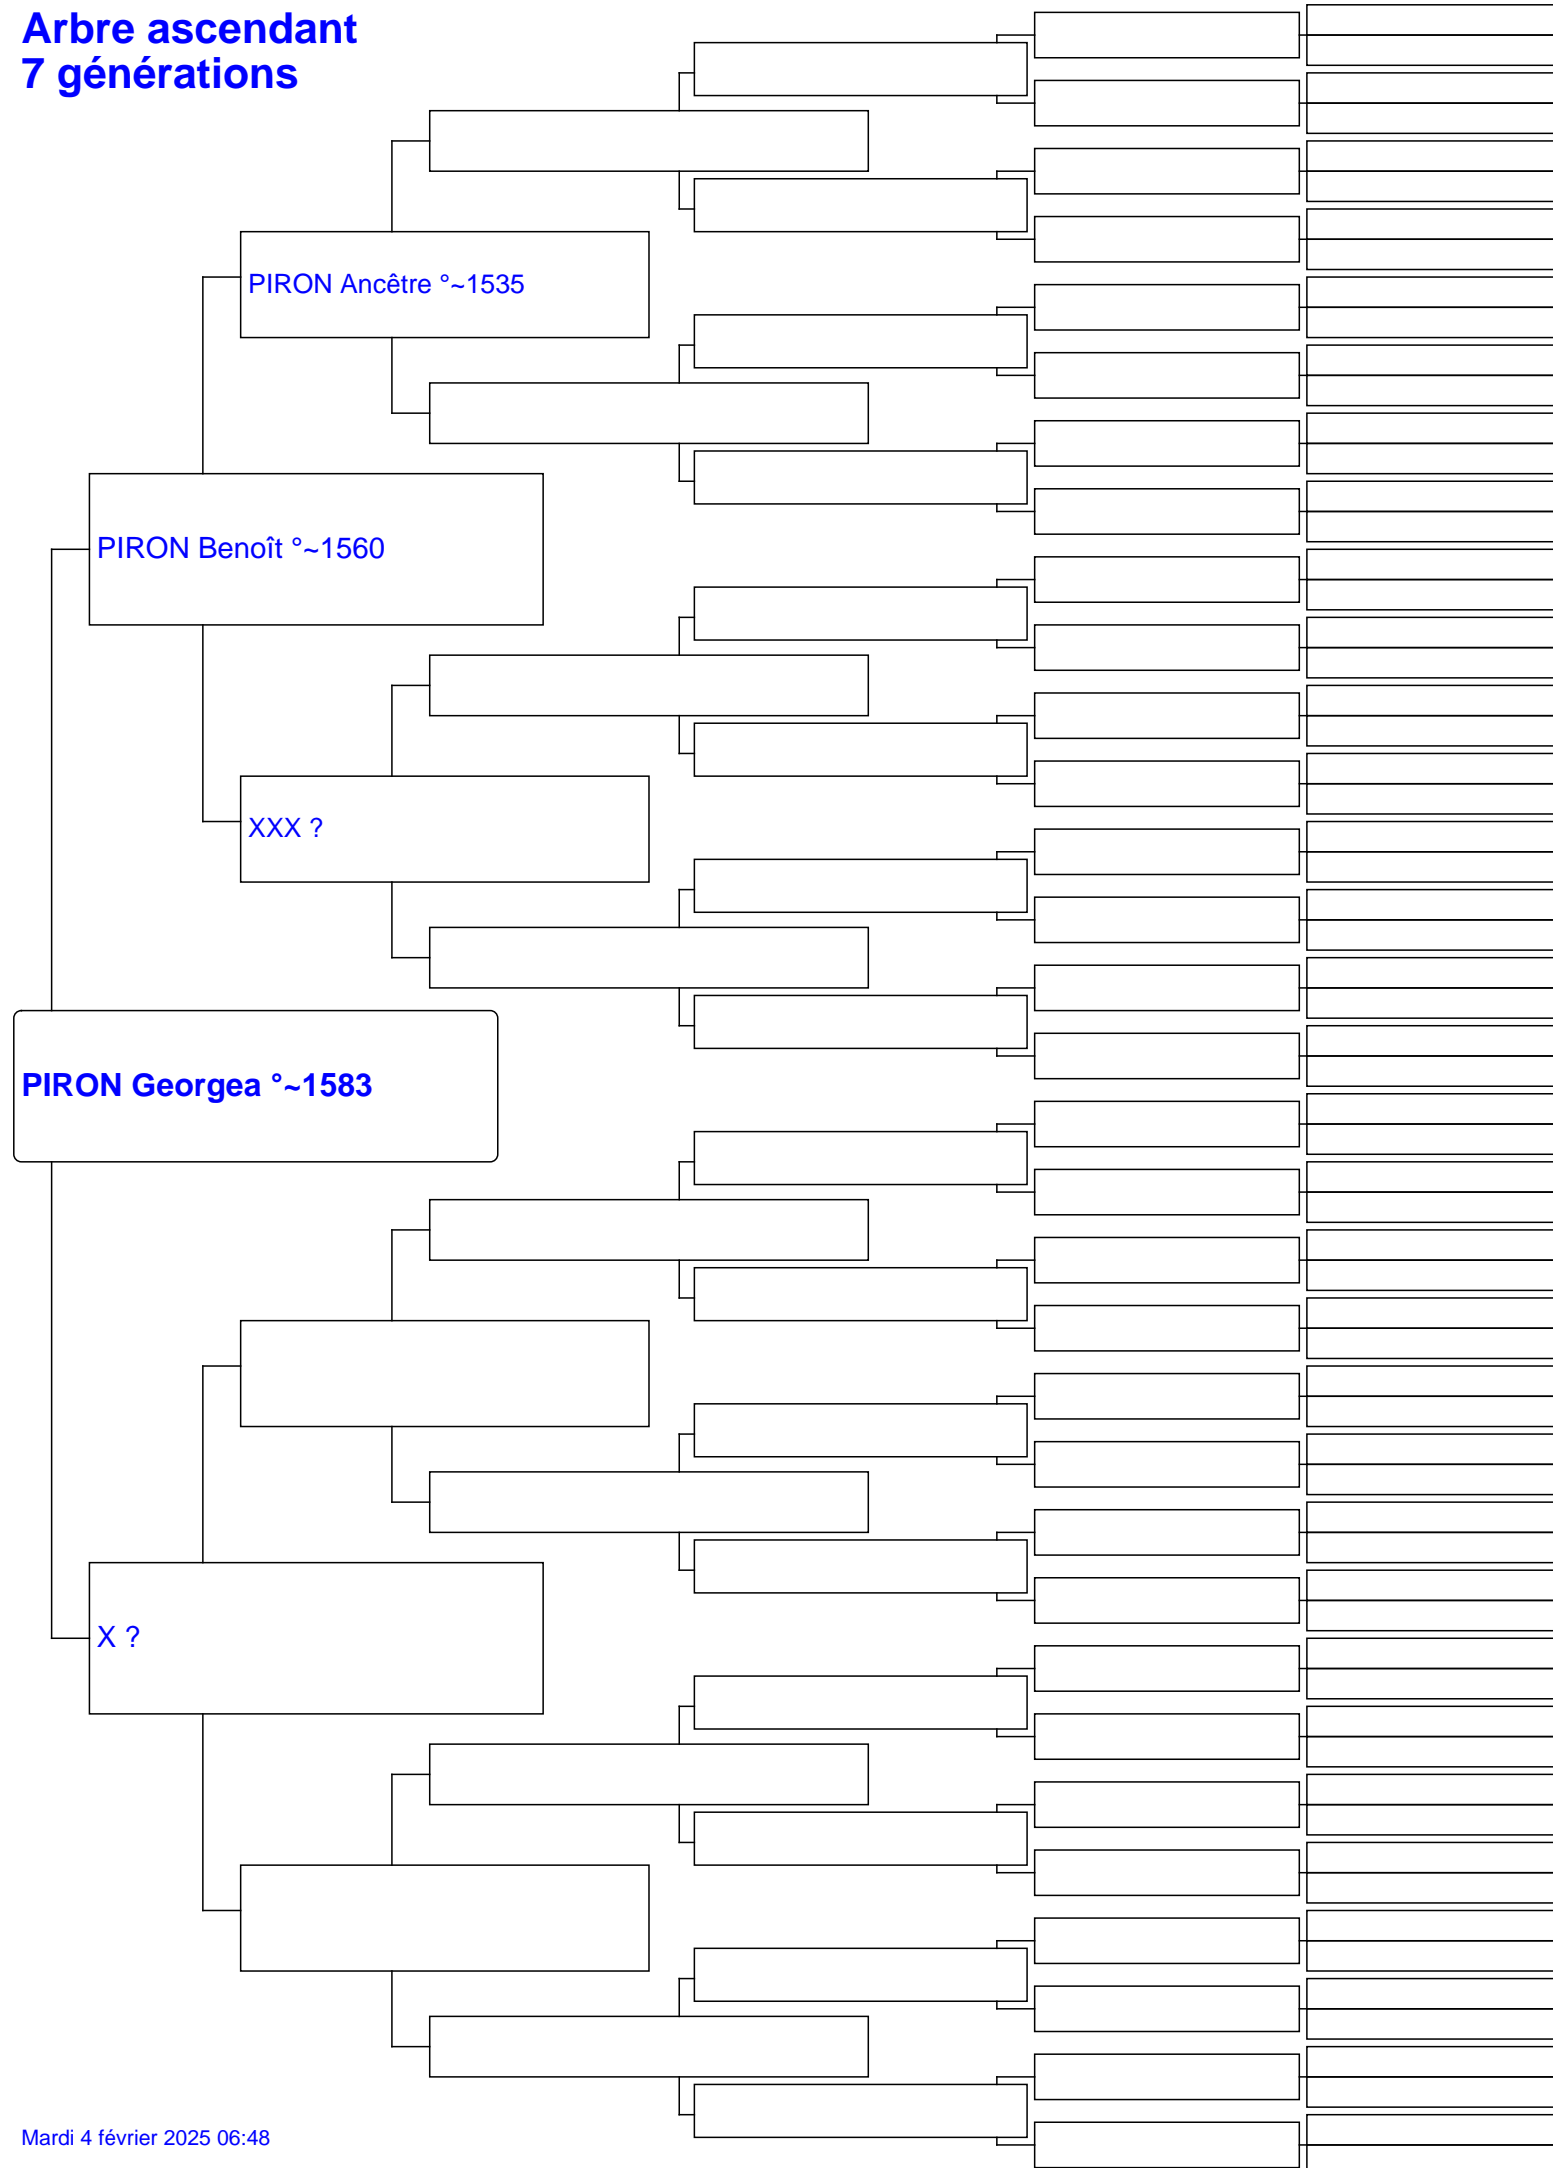 Arbre ascendant
7 générations
PIRON Ancêtre °~1535
PIRON Benoît °~1560
XXX ?
PIRON Georgea °~1583
X ?
Mardi 4 février 2025 06:48